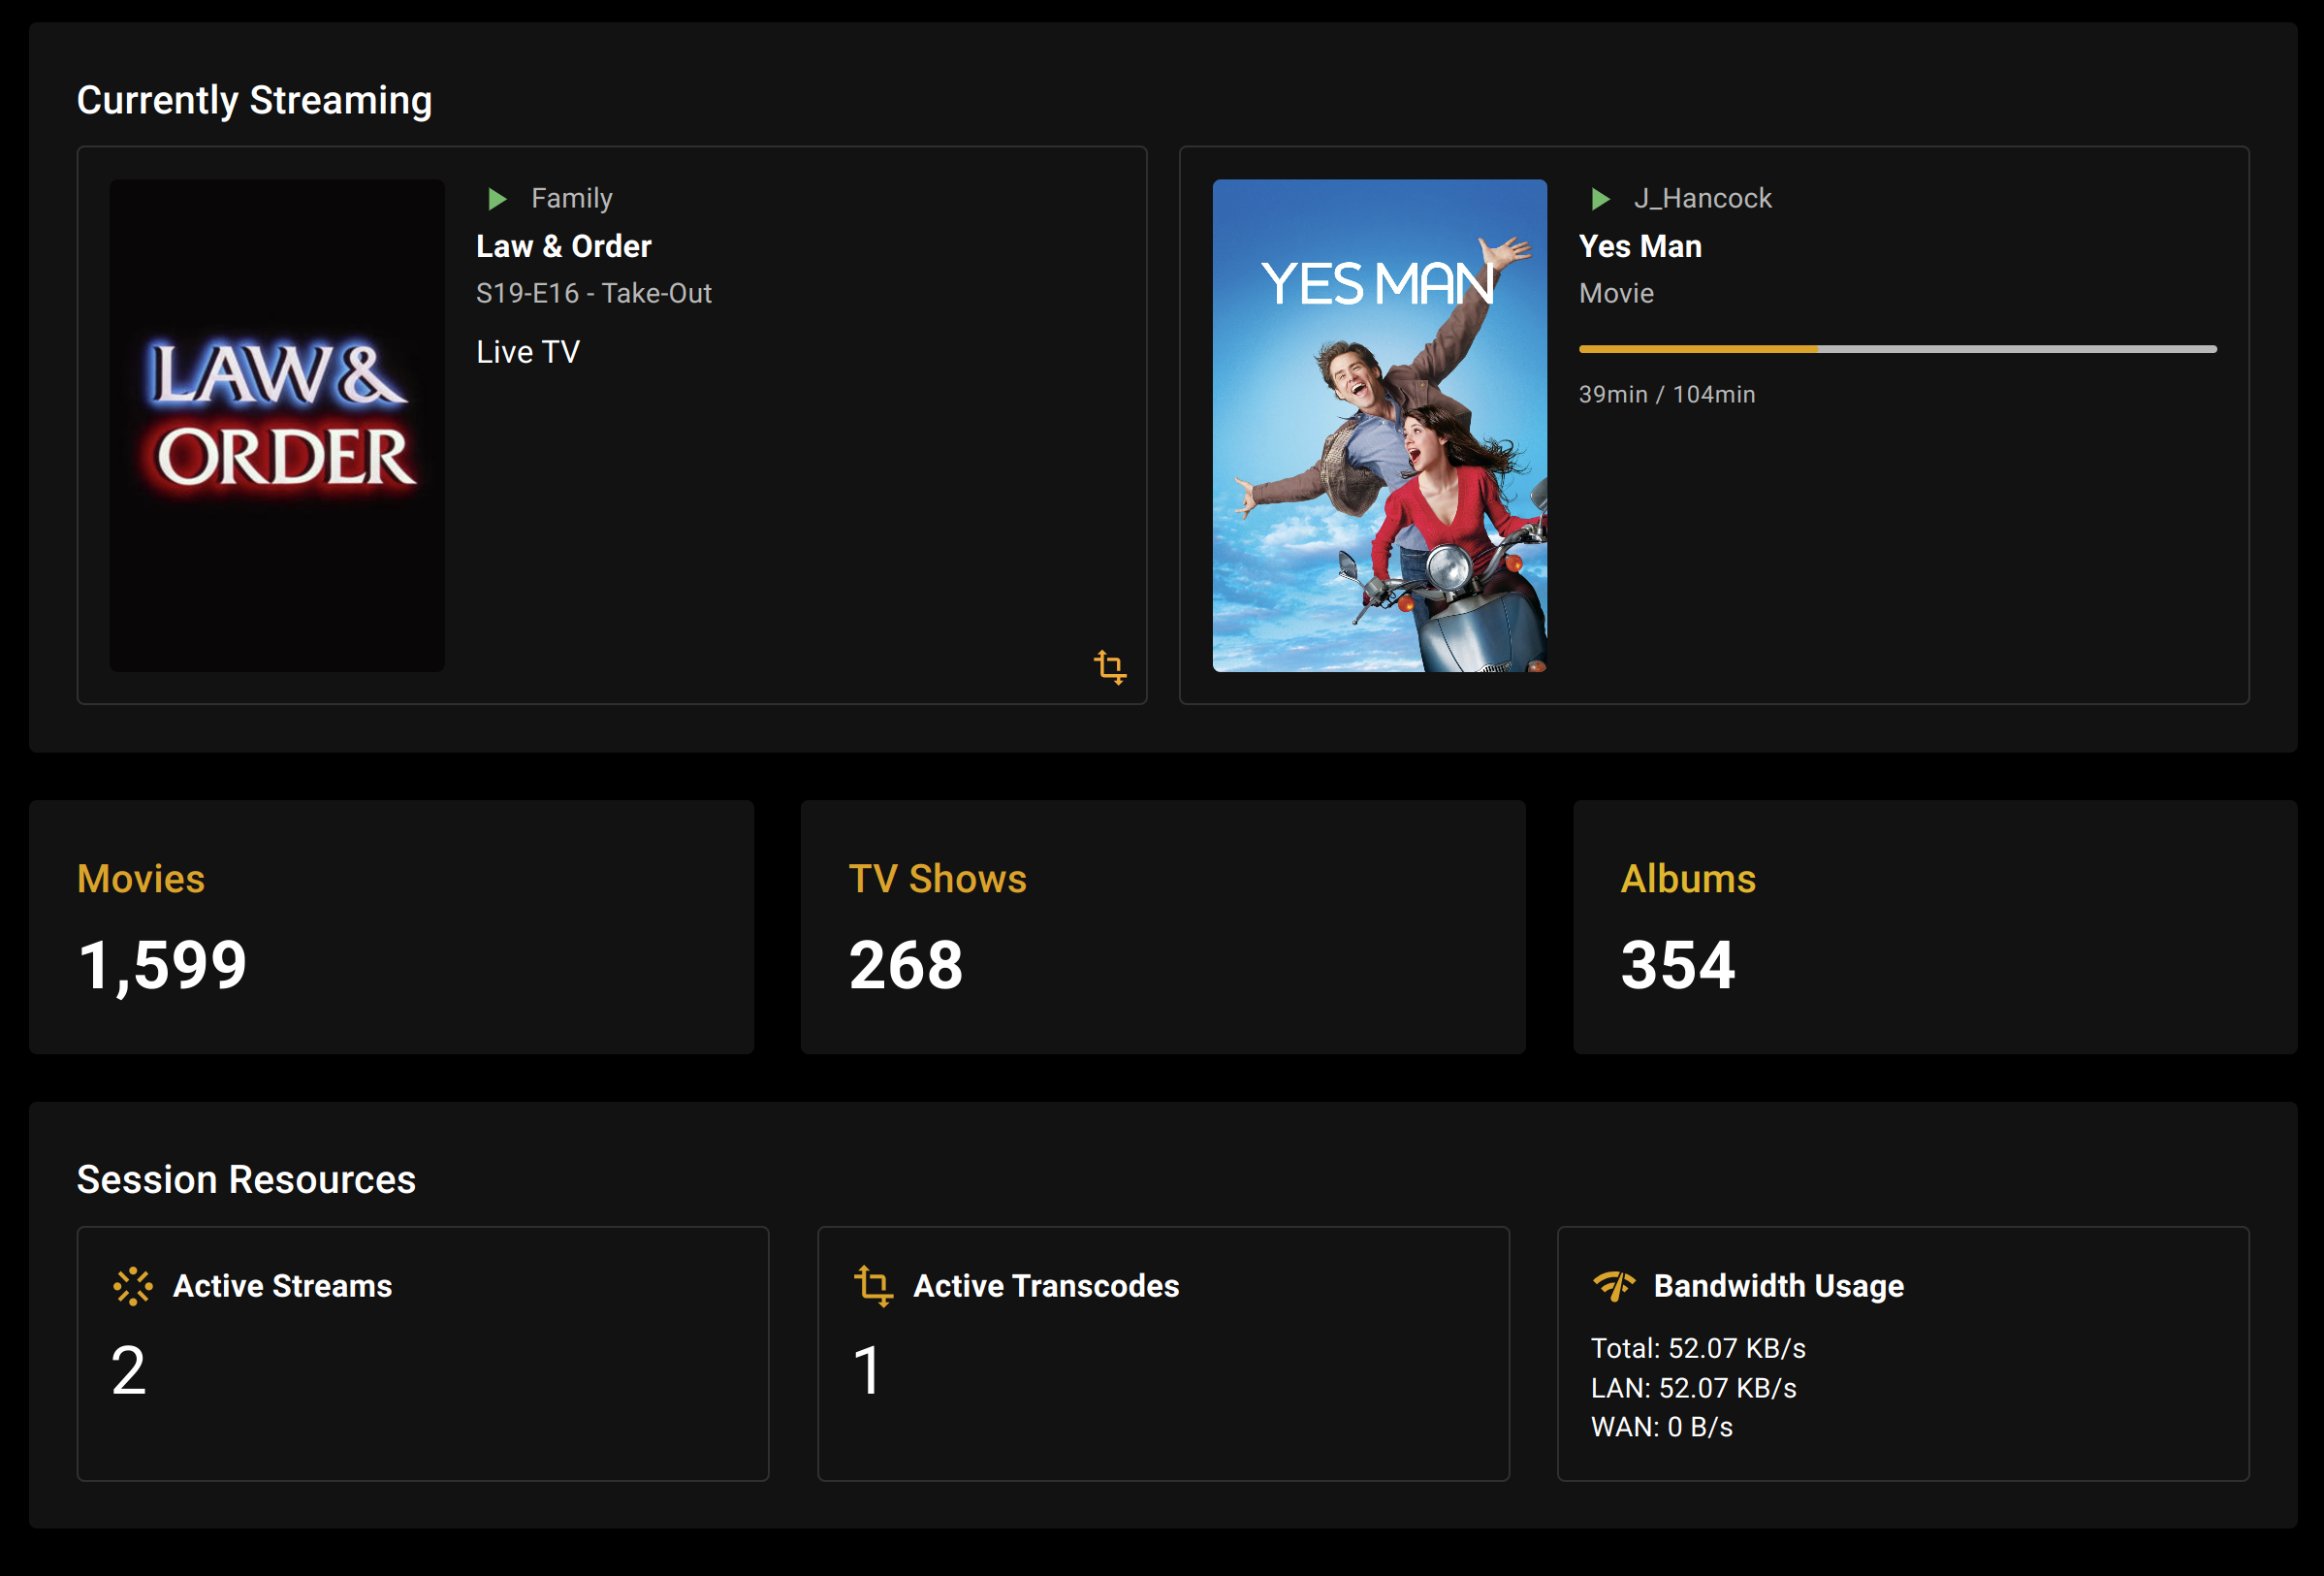 Currently Streaming
Family
Law & Order
S19-E16 - Take-Out
Live TV
LAW &
ORDER
J_Hancock
Yes Man
Movie
39min / 104min
YES MAN
Movies
1,599
TV Shows
268
Albums
354
Session Resources
Active Streams
2
Active Transcodes
1
Bandwidth Usage
Total: 52.07 KB/s
LAN: 52.07 KB/s
WAN: 0 B/s